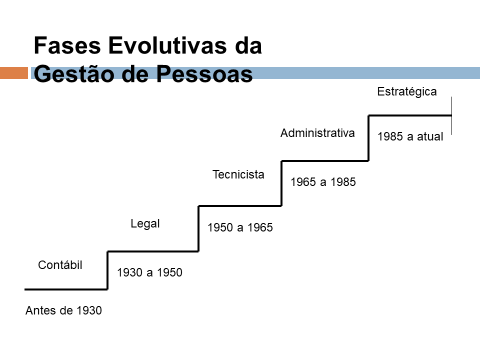 Fases Evolutivas da
Gestão de Pessoas
Estratégica
1985 a atual
Administrativa
1965 a 1985
Tecnicista
1950 a 1965
Legal
1930 a 1950
Contábil
Antes de 1930